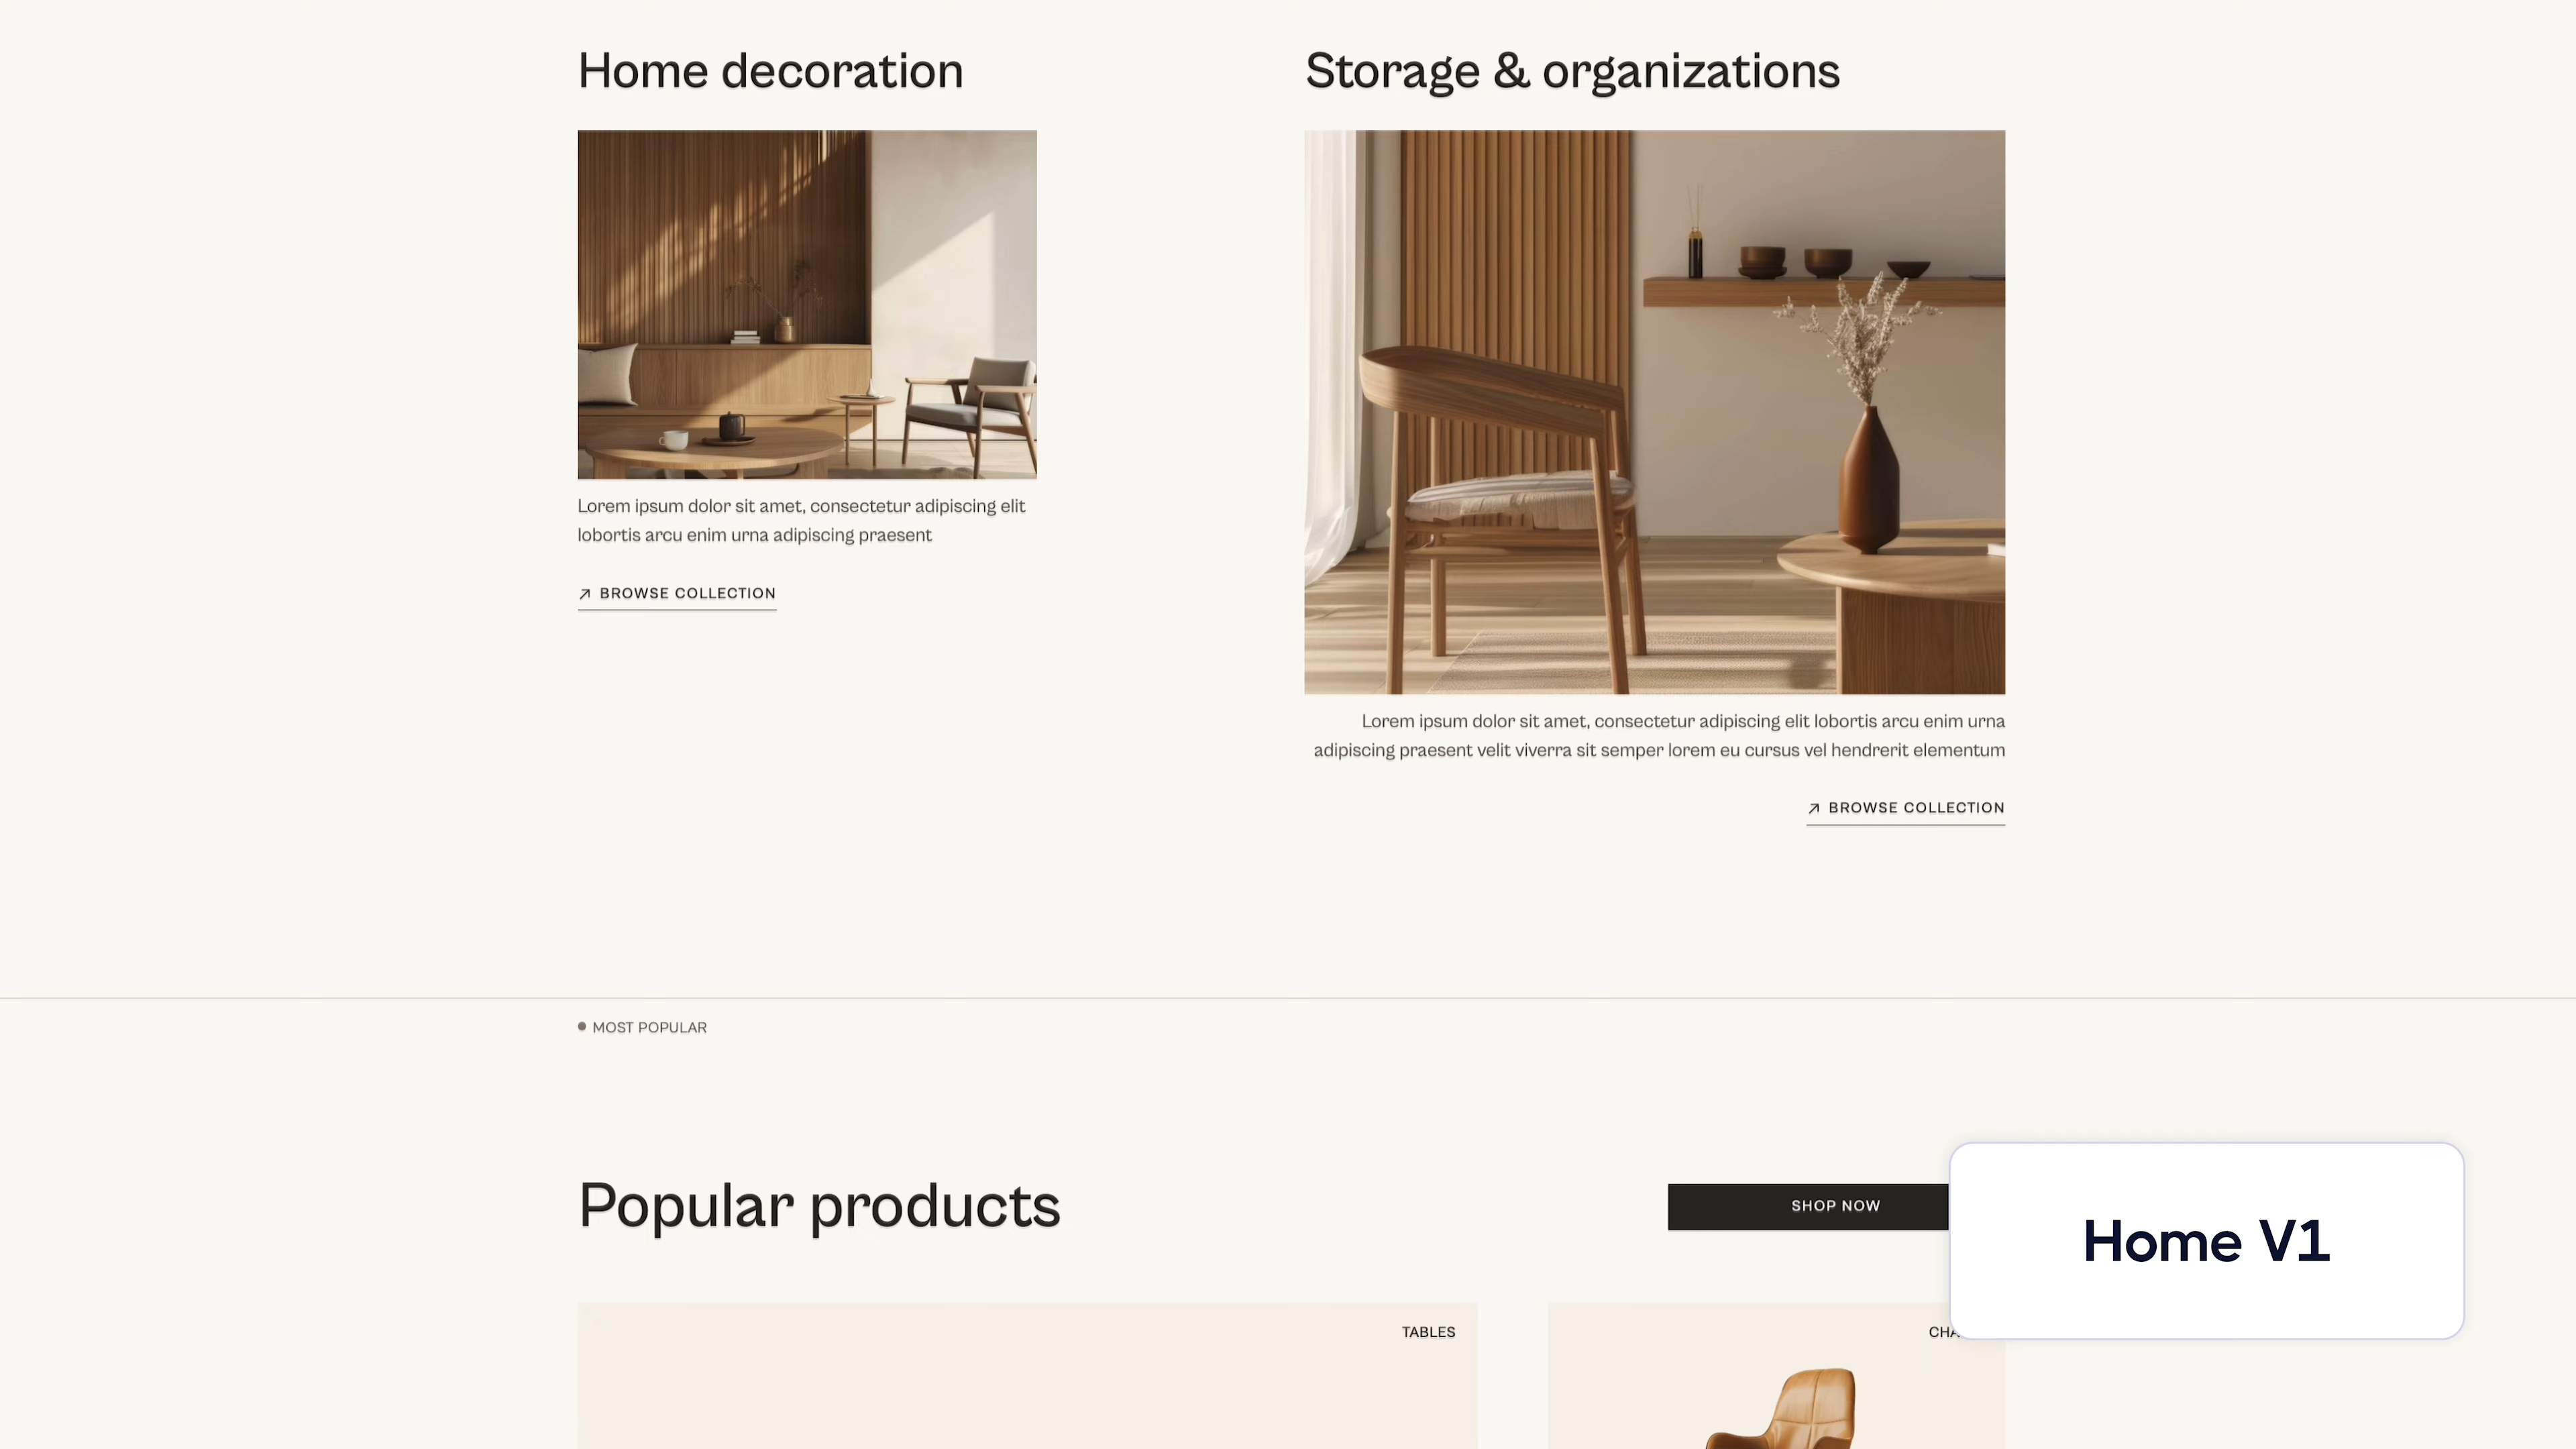 Home decoration
Lorem ipsum dolor sit amet, consectetur adipiscing elit
lobortis arcu enim urna adipiscing praesent
BROWSE COLLECTION
Storage & organizations
Lorem ipsum dolor sit amet, consectetur adipiscing elit lobortis arcu enim urna
adipiscing praesent velit viverra sit semper lorem eu cursus vel hendrerit elementum
BROWSE COLLECTION
MOST POPULAR
Popular products
SHOP NOW
Home V1
TABLES